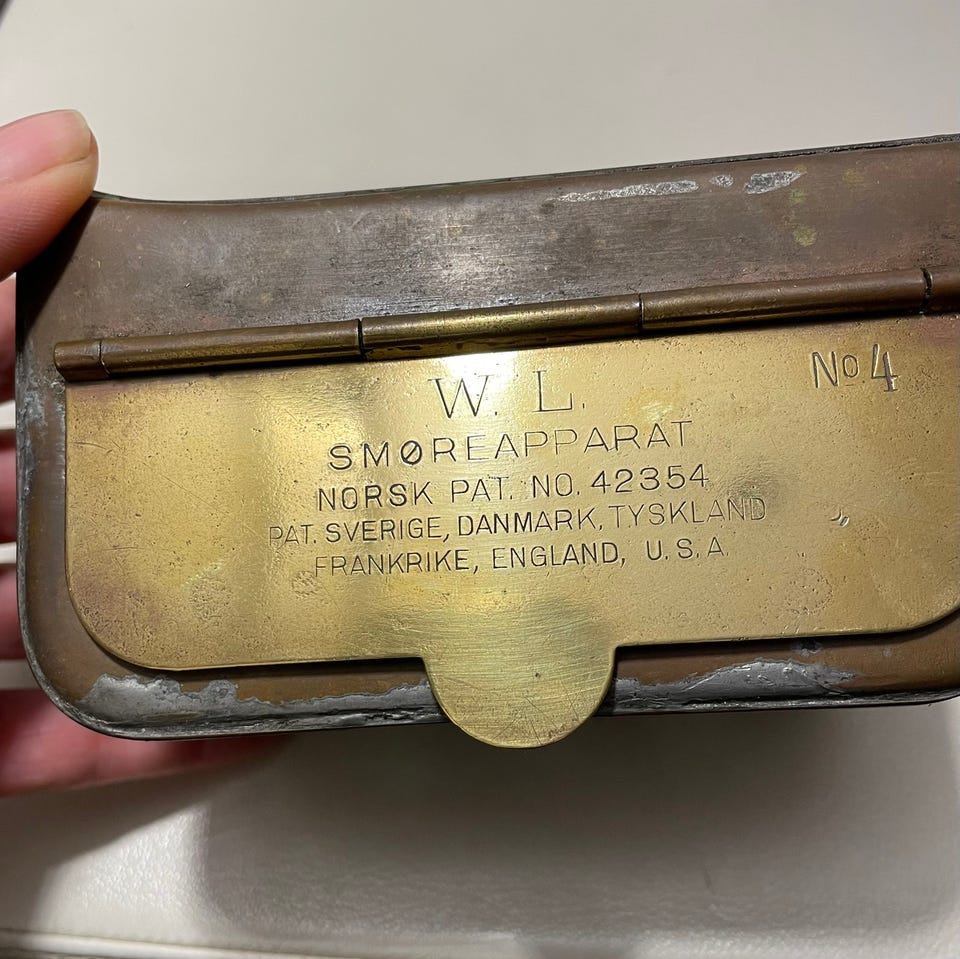 W. L.
No 4
SMØREAPPARAT
NORSK PAT. NO. 42354
PAT. SVERIGE, DANMARK, TYSKLAND
FRANKRIKE, ENGLAND, U.S.A